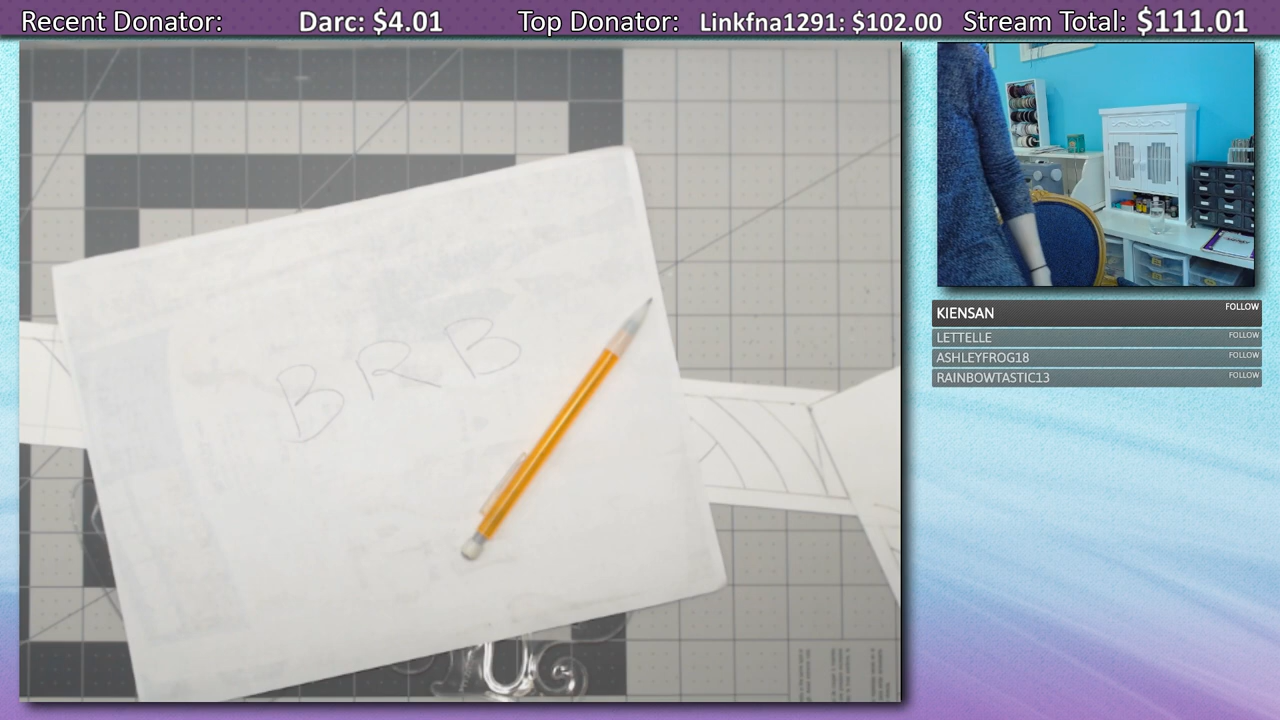 Recent Donator: Darc: $4.01 Top Donator: Linkfna1291: $102.00 Stream Total: $111.01
BRB
KIENSAN FOLLOW
LETTELLE FOLLOW
ASHLEYFROG18 FOLLOW
RAINBOWTASTIC13 FOLLOW